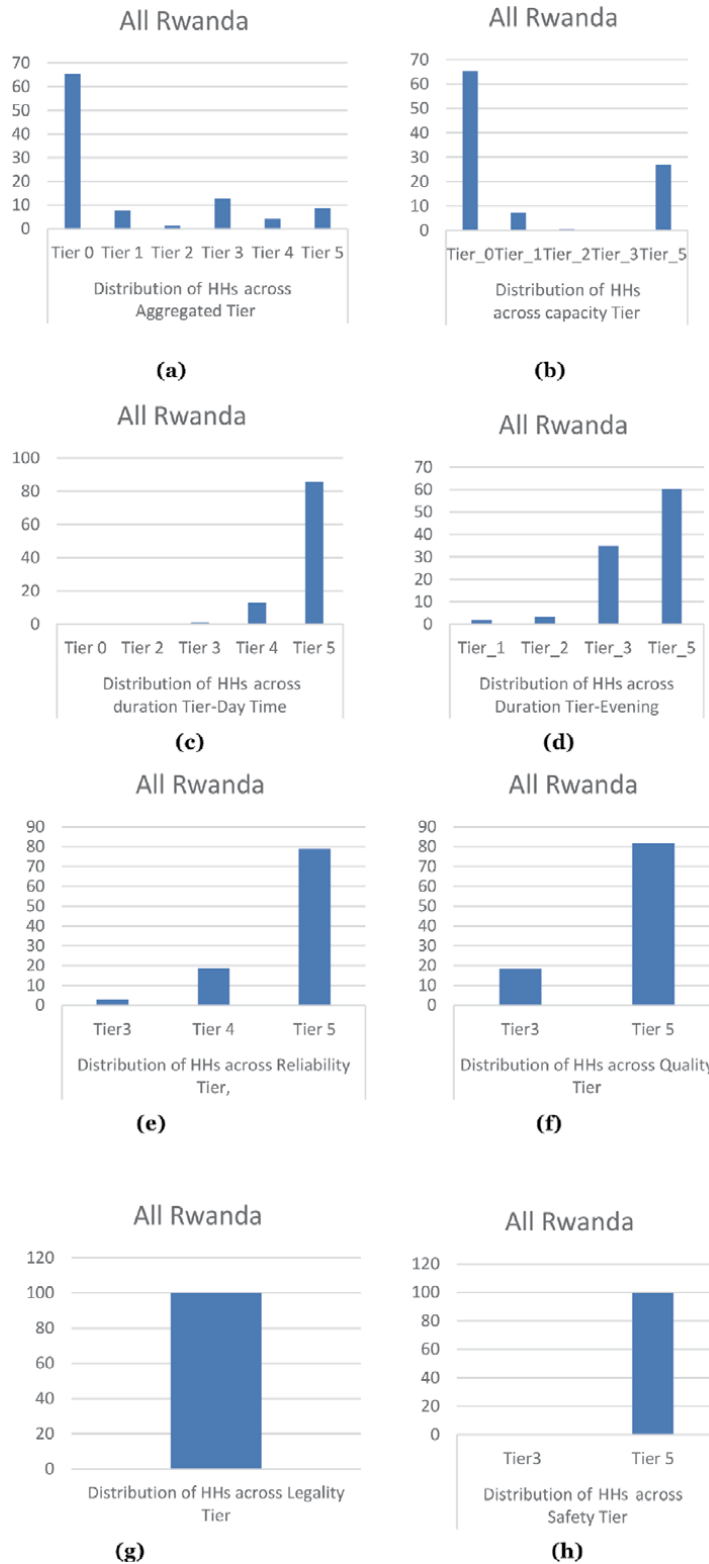 All Rwanda
70
60
50
40
30
20
10
0
Tier 0 Tier 1 Tier 2 Tier 3 Tier 4 Tier 5
Distribution of HHs across
Aggregated Tier
(a)
All Rwanda
70
60
50
40
30
20
10
0
Tier_0 Tier_1 Tier_2 Tier_3 Tier_5
Distribution of HHs
across capacity Tier
(b)
All Rwanda
100
80
60
40
20
0
Tier 0 Tier 2 Tier 3 Tier 4 Tier 5
Distribution of HHs across
duration Tier-Day Time
(c)
All Rwanda
70
60
50
40
30
20
10
0
Tier_1 Tier_2 Tier_3 Tier_5
Distribution of HHs across
Duration Tier-Evening
(d)
All Rwanda
90
80
70
60
50
40
30
20
10
0
Tier3 Tier 4 Tier 5
Distribution of HHs across Reliability
Tier,
(e)
All Rwanda
90
80
70
60
50
40
30
20
10
0
Tier3 Tier 5
Distribution of HHs across Quality
Tier
(f)
All Rwanda
120
100
80
60
40
20
0
Distribution of HHs across Legality
Tier
(g)
All Rwanda
120
100
80
60
40
20
0
Tier3 Tier 5
Distribution of HHs across
Safety Tier
(h)